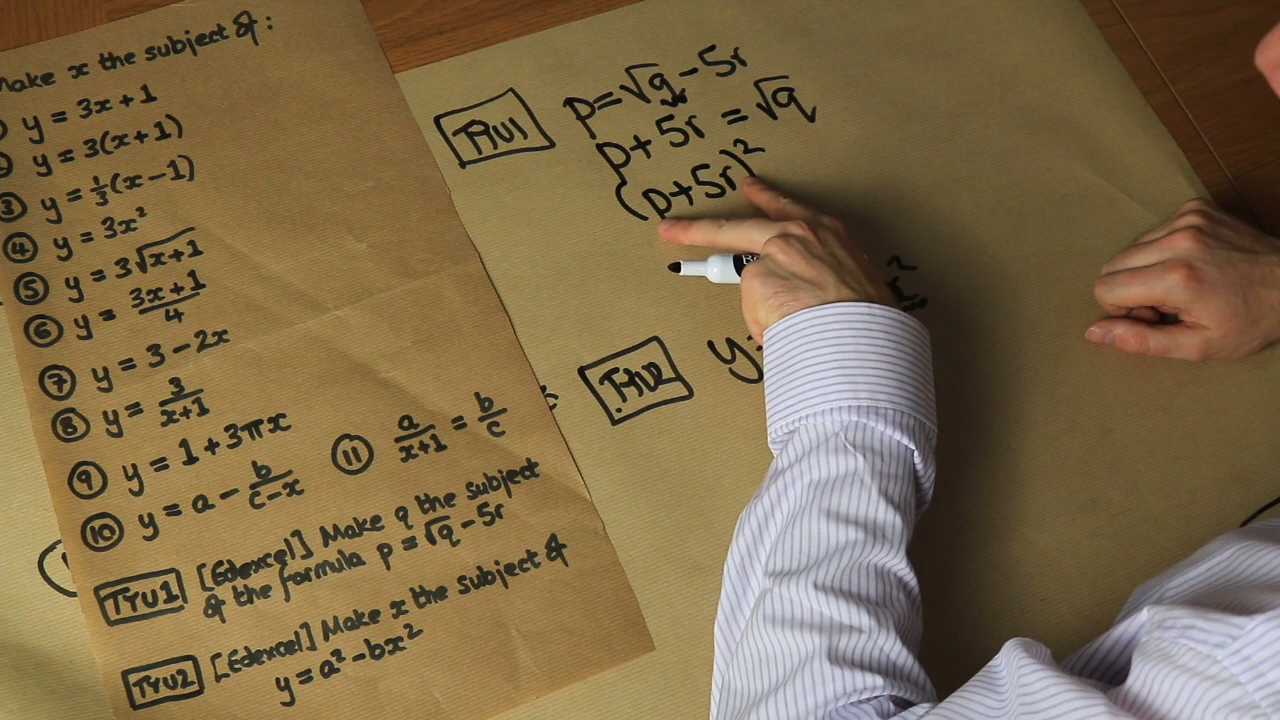 Make x the subject of:
y = 3x + 1
y = 3(x + 1)
③ y = 1/3(x − 1)
④ y = 3x²
⑤ y = 3√(x + 1)
⑥ y = (3x + 1)/4
⑦ y = 3 − 2x
⑧ y = 3/(x+1)
⑨ y = 1 + 3πx
⑩ y = a − b/(c−x)
⑪ a/(x+1) = b/c
TYU1 [Edexcel] Make q the subject
of the formula p = √q − 5r
TYU2 [Edexcel] Make x the subject of
y = a² − bx²
TYU1 p = √q − 5r
p + 5r = √q
(p + 5r)²
TYU2 y =